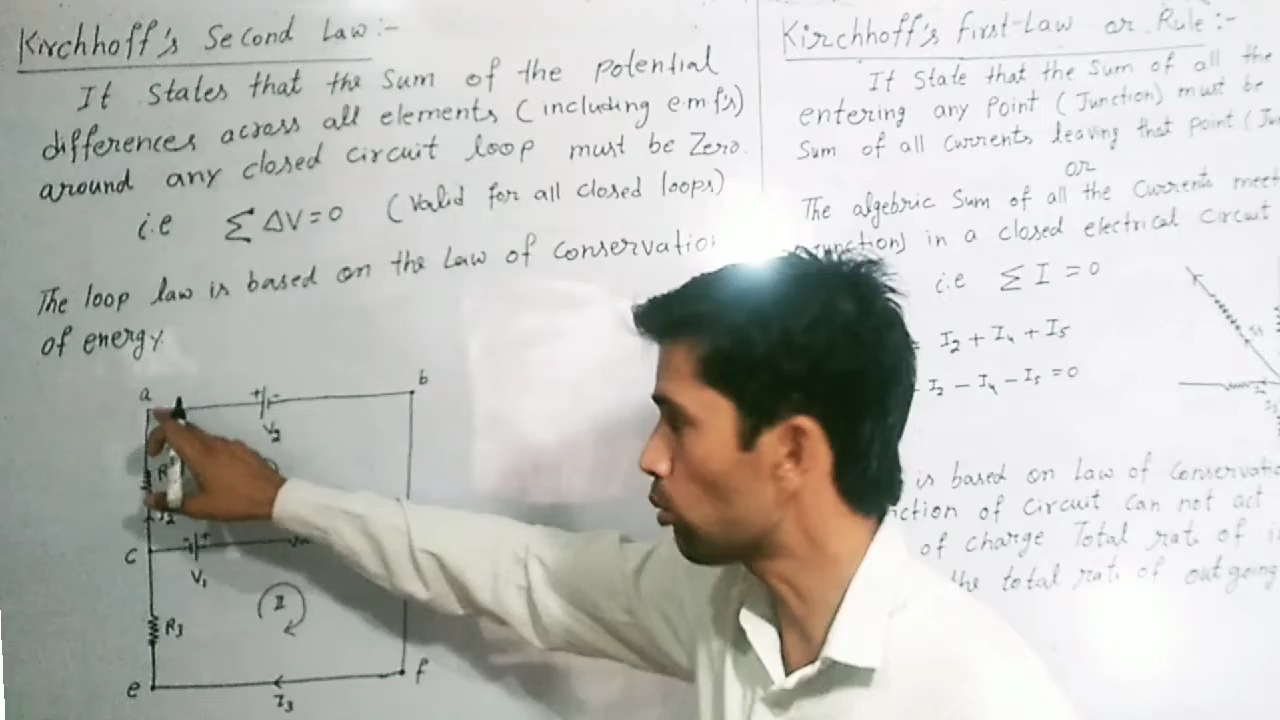 Kirchhoff's Second Law:-
It States that the Sum of the Potential
differences across all elements (including e.m.f's)
around any closed circuit loop must be Zero.
i.e ∑ ΔV=0 (Valid for all closed loops)
The loop law is based on the Law of Conservation
of energy.
a
b
+ -
V2
c
- +
V1
R3
2
e
f
I3
Kirchhoff's first-Law or Rule:-
It State that the Sum of all the
entering any Point (Junction) must be
Sum of all currents leaving that point
or
The algebric Sum of all the Currents meet
in a closed electrical Circuit
i.e ∑ I = 0
I2 + I4 + I5
- I2 - I4 - I5 = 0
is based on Law of
of Circuit Can not act
of charge Total rate of
the total rate of outgoing